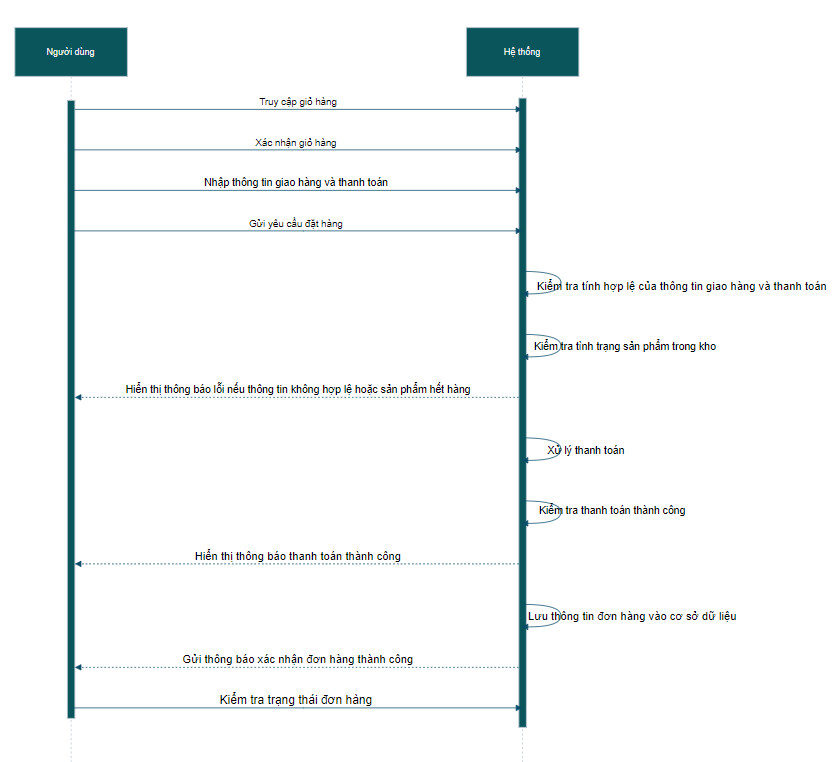 Người dùng
Hệ thống
Truy cập giỏ hàng
Xác nhận giỏ hàng
Nhập thông tin giao hàng và thanh toán
Gửi yêu cầu đặt hàng
Kiểm tra tính hợp lệ của thông tin giao hàng và thanh toán
Kiểm tra tình trạng sản phẩm trong kho
Hiển thị thông báo lỗi nếu thông tin không hợp lệ hoặc sản phẩm hết hàng
Xử lý thanh toán
Kiểm tra thanh toán thành công
Hiển thị thông báo thanh toán thành công
Lưu thông tin đơn hàng vào cơ sở dữ liệu
Gửi thông báo xác nhận đơn hàng thành công
Kiểm tra trạng thái đơn hàng